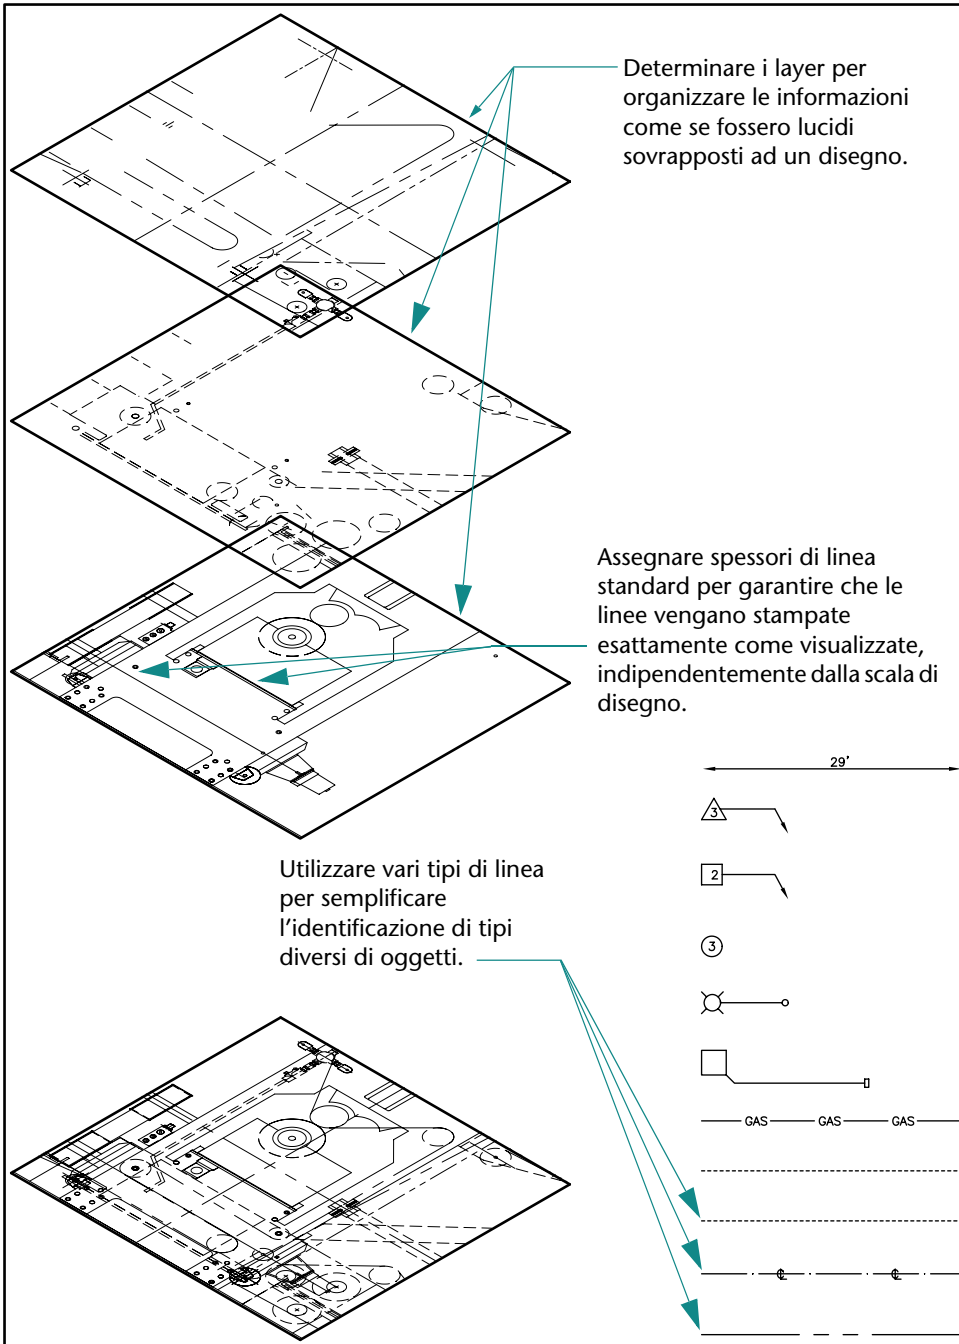 Determinare i layer per
organizzare le informazioni
come se fossero lucidi
sovrapposti ad un disegno.
Assegnare spessori di linea
standard per garantire che le
linee vengano stampate
esattamente come visualizzate,
indipendentemente dalla scala di
disegno.
29'
3
2
Utilizzare vari tipi di linea
per semplificare
l'identificazione di tipi
diversi di oggetti.
3
GAS GAS GAS
℄ ℄